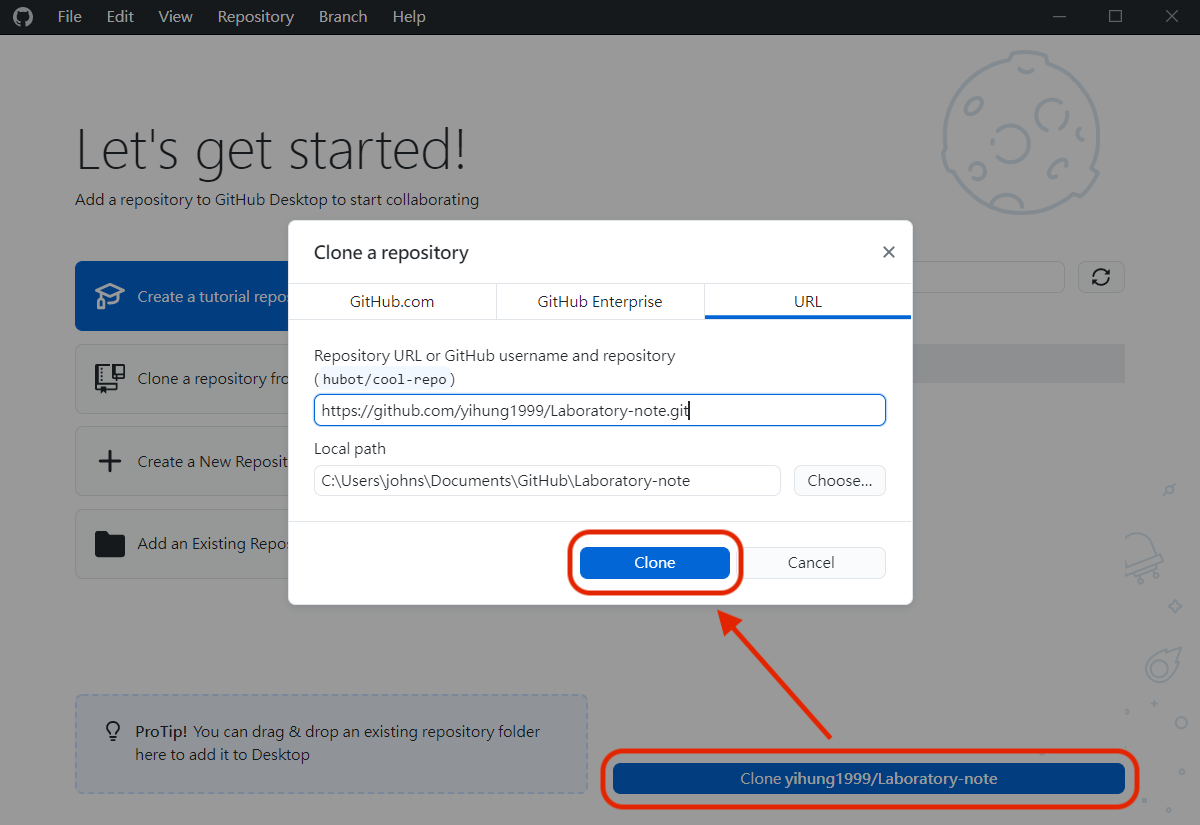 File Edit View Repository Branch Help
Let's get started!
Add a repository to GitHub Desktop to start collaborating
Create a tutorial repos
Clone a repository fro
Create a New Reposit
Add an Existing Repos
Clone a repository
GitHub.com GitHub Enterprise URL
Repository URL or GitHub username and repository
(hubot/cool-repo)
https://github.com/yihung1999/Laboratory-note.git
Local path
C:\Users\johns\Documents\GitHub\Laboratory-note Choose...
Clone Cancel
ProTip! You can drag & drop an existing repository folder
here to add it to Desktop
Clone yihung1999/Laboratory-note